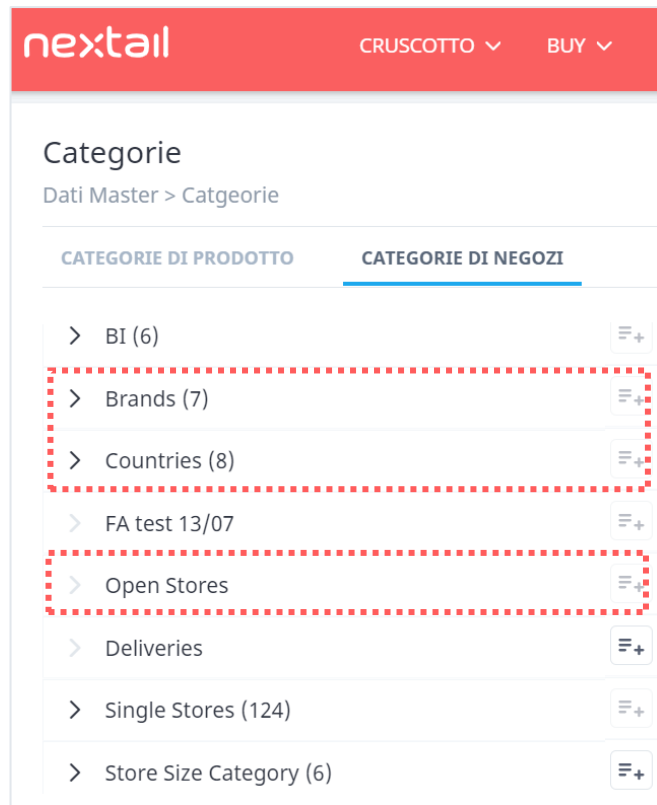 nextail
CRUSCOTTO BUY
Categorie
Dati Master > Catgeorie
CATEGORIE DI PRODOTTO CATEGORIE DI NEGOZI
BI (6)
Brands (7)
Countries (8)
FA test 13/07
Open Stores
Deliveries
Single Stores (124)
Store Size Category (6)